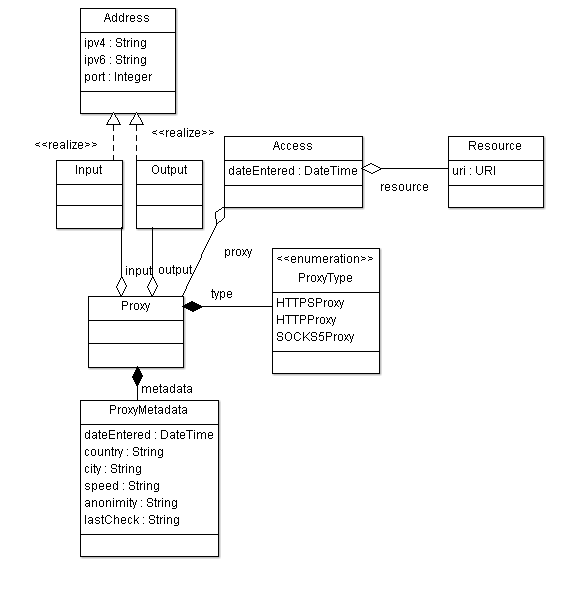 Address
ipv4 : String
ipv6 : String
port : Integer
<<realize>>
<<realize>>
Input
Output
Access
dateEntered : DateTime
Resource
uri : URI
resource
proxy
input
output
<<enumeration>>
ProxyType
HTTPSProxy
HTTPProxy
SOCKS5Proxy
type
Proxy
metadata
ProxyMetadata
dateEntered : DateTime
country : String
city : String
speed : String
anonimity : String
lastCheck : String